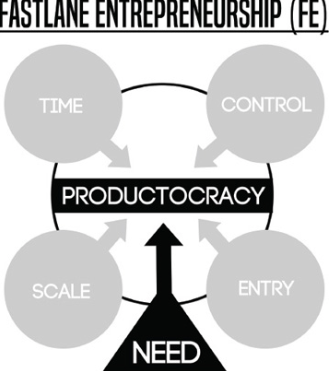 FASTLANE ENTREPRENEURSHIP (FE)
TIME
CONTROL
PRODUCTOCRACY
SCALE
ENTRY
NEED